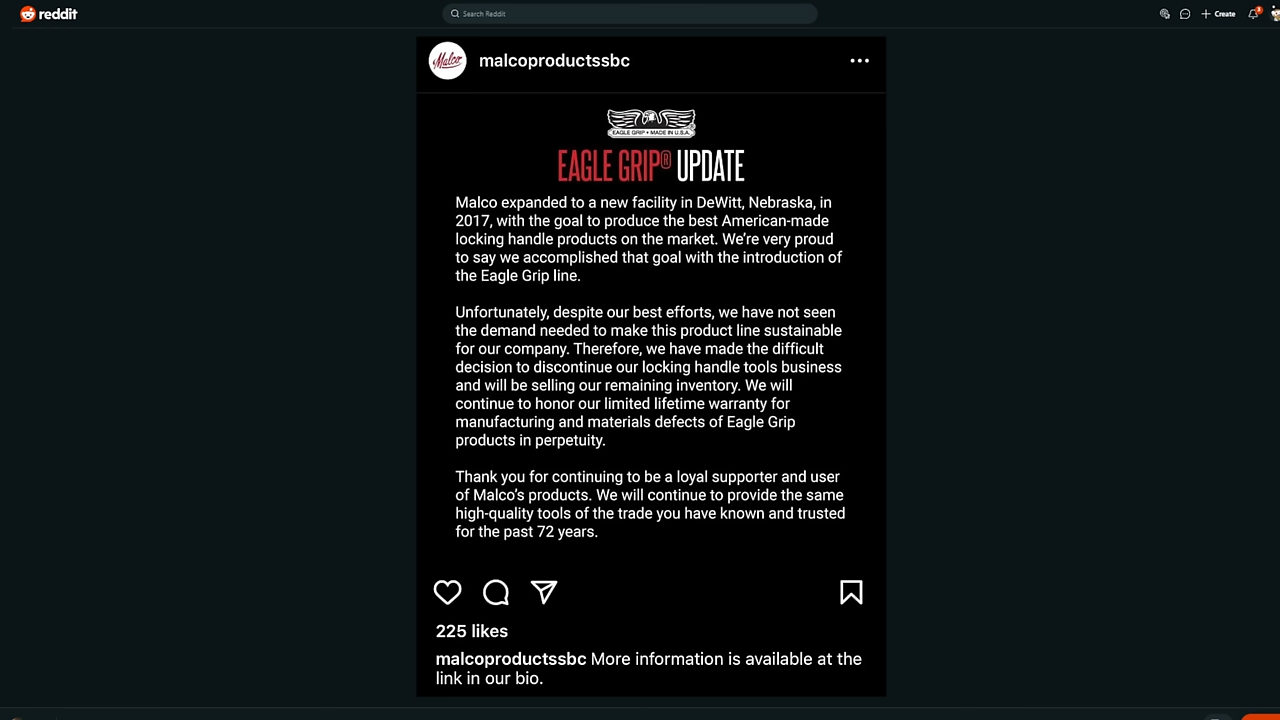 reddit
Search Reddit
Create
Malco
malcoproductssbc
EAGLE GRIP • MADE IN U.S.A.
EAGLE GRIP® UPDATE
Malco expanded to a new facility in DeWitt, Nebraska, in
2017, with the goal to produce the best American-made
locking handle products on the market. We’re very proud
to say we accomplished that goal with the introduction of
the Eagle Grip line.
Unfortunately, despite our best efforts, we have not seen
the demand needed to make this product line sustainable
for our company. Therefore, we have made the difficult
decision to discontinue our locking handle tools business
and will be selling our remaining inventory. We will
continue to honor our limited lifetime warranty for
manufacturing and materials defects of Eagle Grip
products in perpetuity.
Thank you for continuing to be a loyal supporter and user
of Malco’s products. We will continue to provide the same
high-quality tools of the trade you have known and trusted
for the past 72 years.
225 likes
malcoproductssbc More information is available at the
link in our bio.